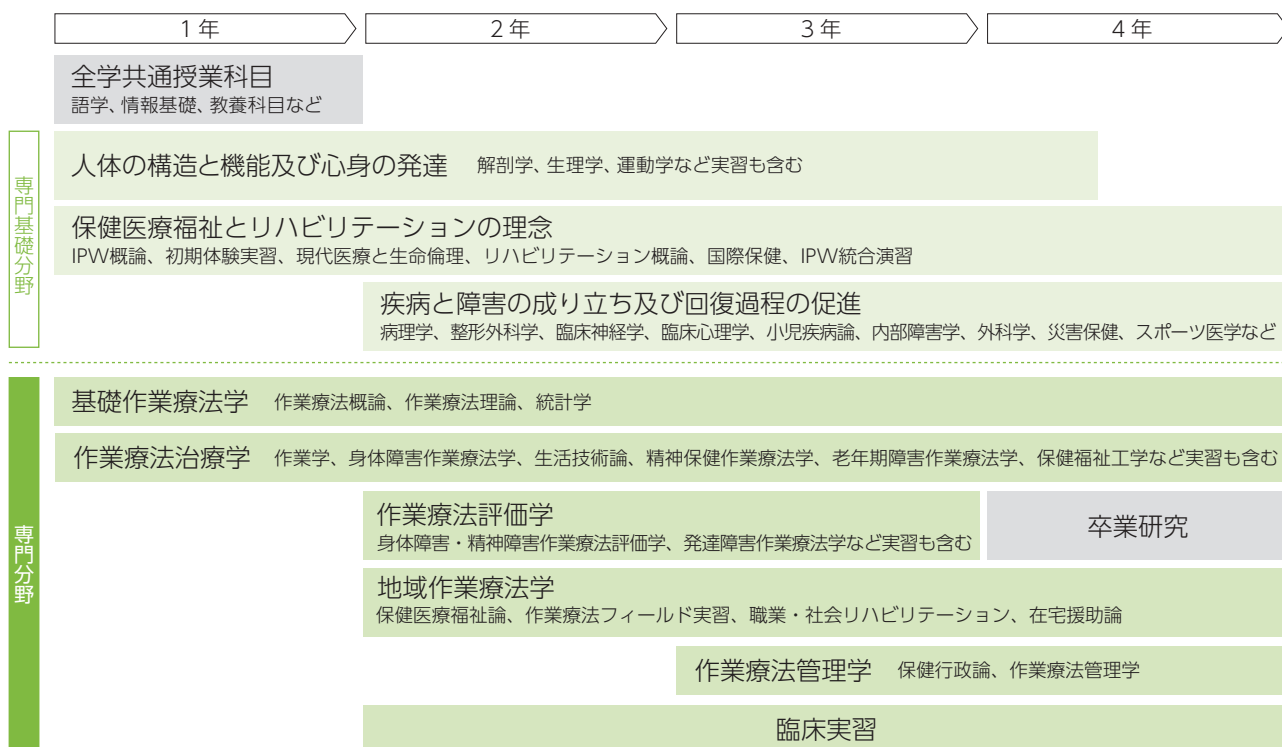 1年
2年
3年
4年
全学共通授業科目
語学、情報基礎、教養科目など
専門基礎分野
人体の構造と機能及び心身の発達 解剖学、生理学、運動学など実習も含む
保健医療福祉とリハビリテーションの理念
IPW概論、初期体験実習、現代医療と生命倫理、リハビリテーション概論、国際保健、IPW統合演習
疾病と障害の成り立ち及び回復過程の促進
病理学、整形外科学、臨床神経学、臨床心理学、小児疾病論、内部障害学、外科学、災害保健、スポーツ医学など
専門分野
基礎作業療法学 作業療法概論、作業療法理論、統計学
作業療法治療学 作業学、身体障害作業療法学、生活技術論、精神保健作業療法学、老年期障害作業療法学、保健福祉工学など実習も含む
作業療法評価学
身体障害・精神障害作業療法評価学、発達障害作業療法学など実習も含む
卒業研究
地域作業療法学
保健医療福祉論、作業療法フィールド実習、職業・社会リハビリテーション、在宅援助論
作業療法管理学 保健行政論、作業療法管理学
臨床実習